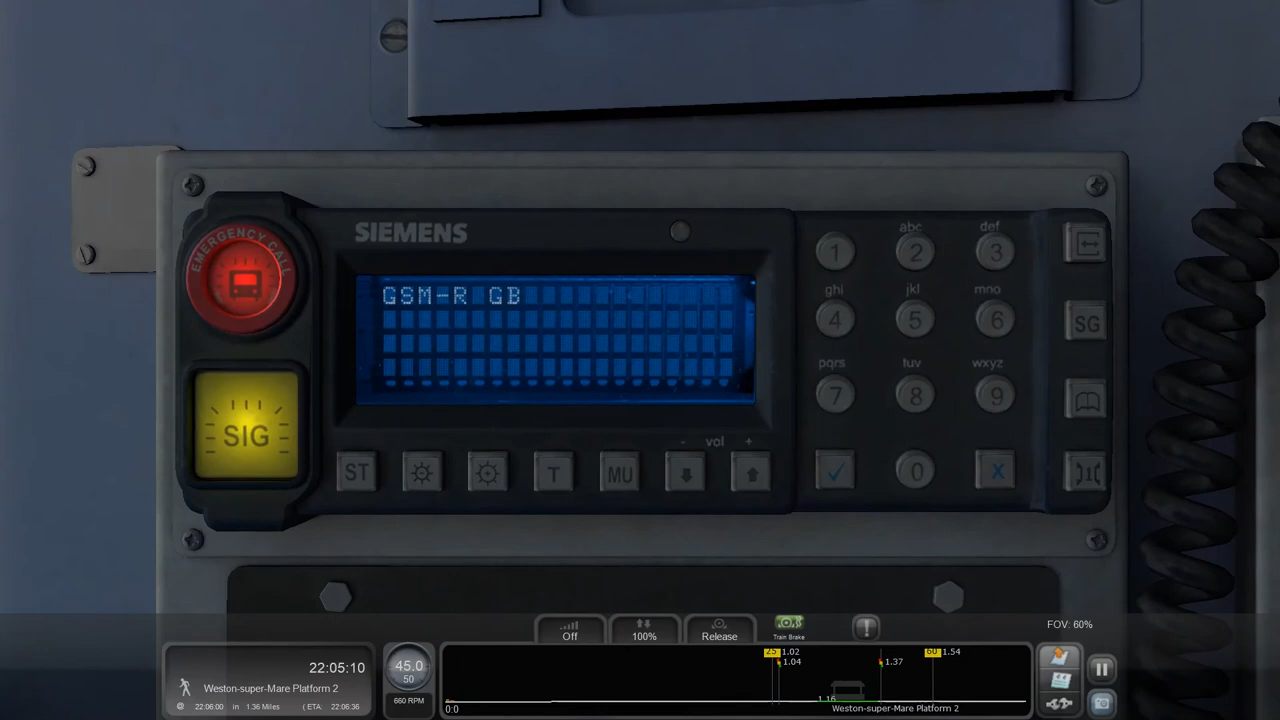 SIEMENS
EMERGENCY CALL
GSM-R GB
SIG
ST
T
MU
- vol +
1
abc
2
def
3
ghi
4
jkl
5
mno
6
pqrs
7
tuv
8
wxyz
9
✓
0
X
SG
Off
100%
Release
Train Brake
!
FOV: 60%
22:05:10
Weston-super-Mare Platform 2
@ 22:06:00 in 1.36 Miles ( ETA: 22:06:36
45.0
50
660 RPM
0:0
25 1.02
1.04
1.37
60 1.54
1.16
Weston-super-Mare Platform 2